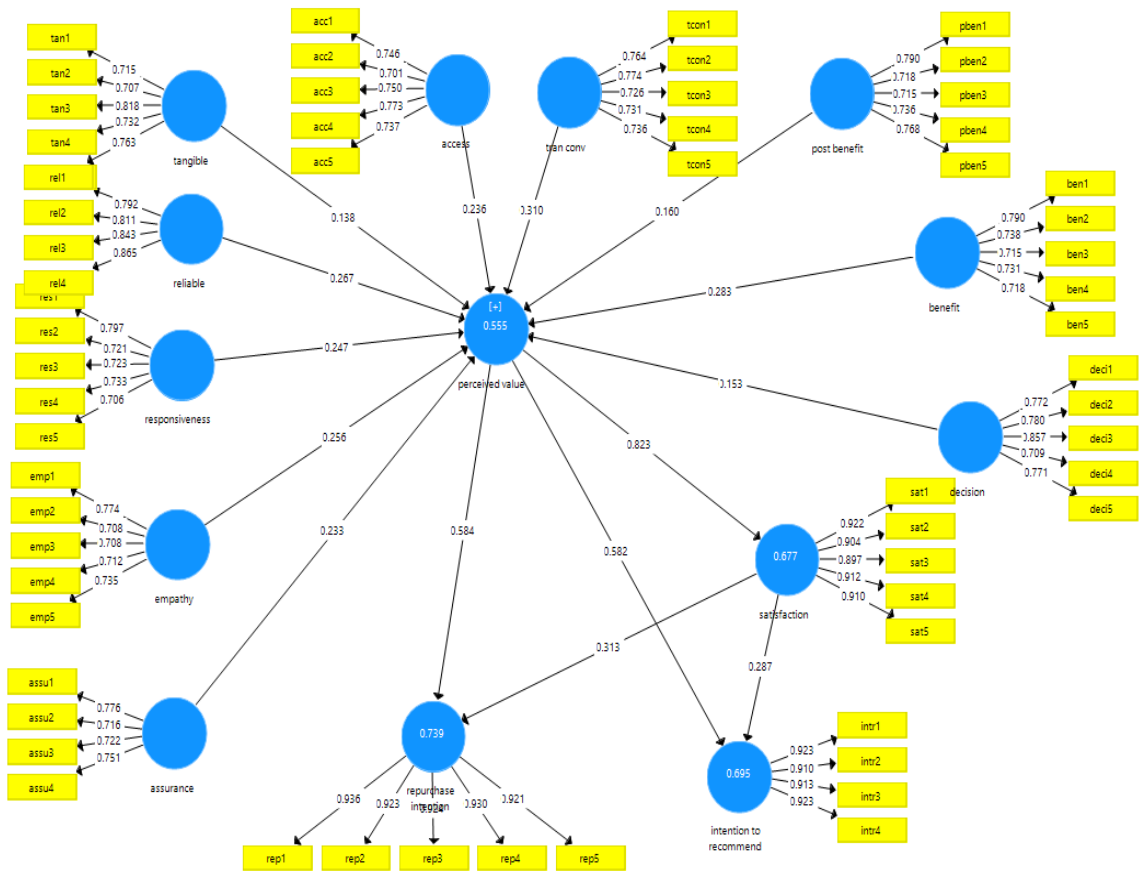 tan1
tan2
tan3
tan4
0.715
0.707
0.818
0.732
0.763
tangible
acc1
acc2
acc3
acc4
acc5
0.746
0.701
0.750
0.773
0.737
access
tcon1
tcon2
tcon3
tcon4
tcon5
0.764
0.774
0.726
0.731
0.736
tran conv
pben1
pben2
pben3
pben4
pben5
0.790
0.718
0.715
0.736
0.768
post benefit
rel1
rel2
rel3
rel4
0.792
0.811
0.843
0.865
reliable
ben1
ben2
ben3
ben4
ben5
0.790
0.738
0.715
0.731
0.718
benefit
0.138
0.236
0.310
0.160
0.267
0.283
[+]
0.555
perceived value
res1
res2
res3
res4
res5
0.797
0.721
0.723
0.733
0.706
responsiveness
0.247
0.153
deci1
deci2
deci3
deci4
deci5
0.772
0.780
0.857
0.709
0.771
decision
0.256
0.823
emp1
emp2
emp3
emp4
emp5
0.774
0.708
0.708
0.712
0.735
empathy
0.233
0.584
0.582
sat1
sat2
sat3
sat4
sat5
0.922
0.904
0.897
0.912
0.910
0.677
satisfaction
0.313
0.287
assu1
assu2
assu3
assu4
0.776
0.716
0.722
0.751
assurance
0.739
repurchase
intention
0.936
0.923
0.930
0.921
rep1
rep2
rep3
rep4
rep5
0.695
intention to
recommend
0.923
0.910
0.913
0.923
intr1
intr2
intr3
intr4